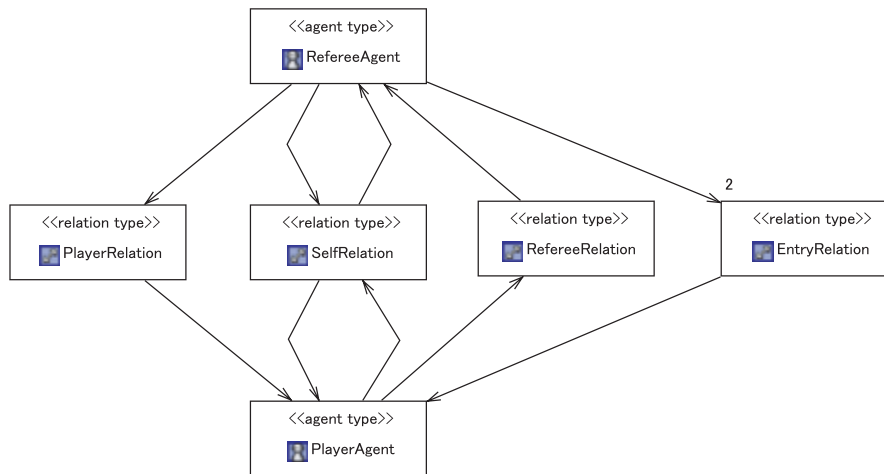 <<agent type>>
RefereeAgent
2
<<relation type>>
PlayerRelation
<<relation type>>
SelfRelation
<<relation type>>
RefereeRelation
<<relation type>>
EntryRelation
<<agent type>>
PlayerAgent